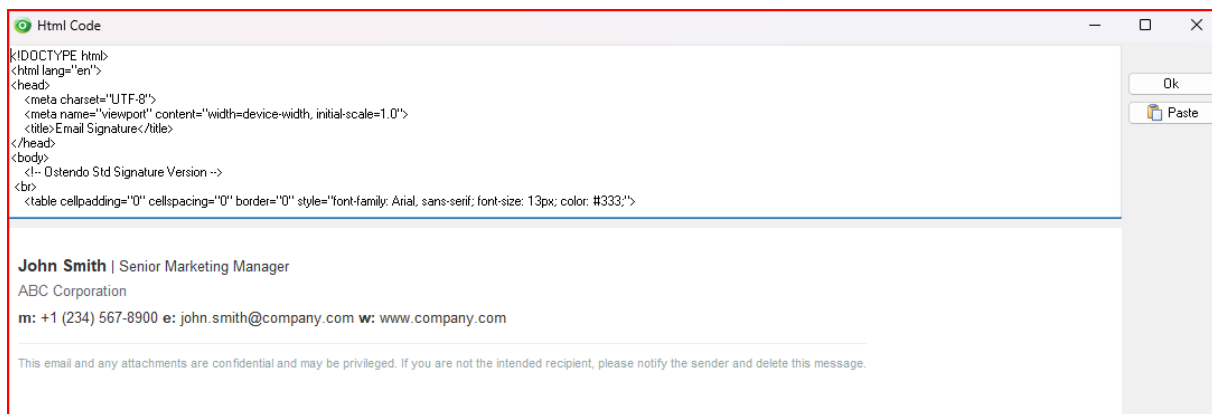 Html Code
<!DOCTYPE html>
<html lang="en">
<head>
<meta charset="UTF-8">
<meta name="viewport" content="width=device-width, initial-scale=1.0">
<title>Email Signature</title>
</head>
<body>
<!-- Ostendo Std Signature Version -->
<br>
<table cellpadding="0" cellspacing="0" border="0" style="font-family: Arial, sans-serif; font-size: 13px; color: #333;">
Ok
Paste
John Smith | Senior Marketing Manager
ABC Corporation
m: +1 (234) 567-8900 e: john.smith@company.com w: www.company.com
This email and any attachments are confidential and may be privileged. If you are not the intended recipient, please notify the sender and delete this message.